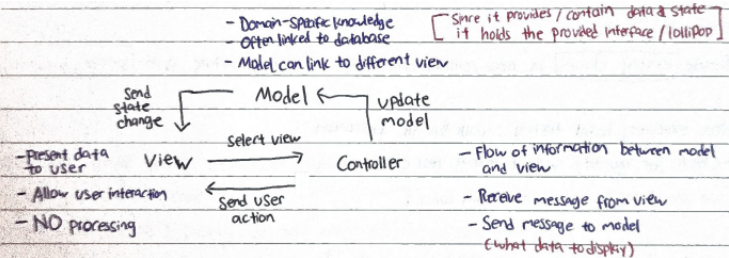 - Domain-specific knowledge
- Often linked to database
- Model can link to different view
[Since it provides / contain data & state
it holds the provided interface / lollipop]
Send
state
change
Model
update
model
- present data
to user
View
select view
Controller
Send user
action
- Allow user interaction
- NO processing
- Flow of information between model
and view
- Receive message from view
- Send message to model
(what data to display)